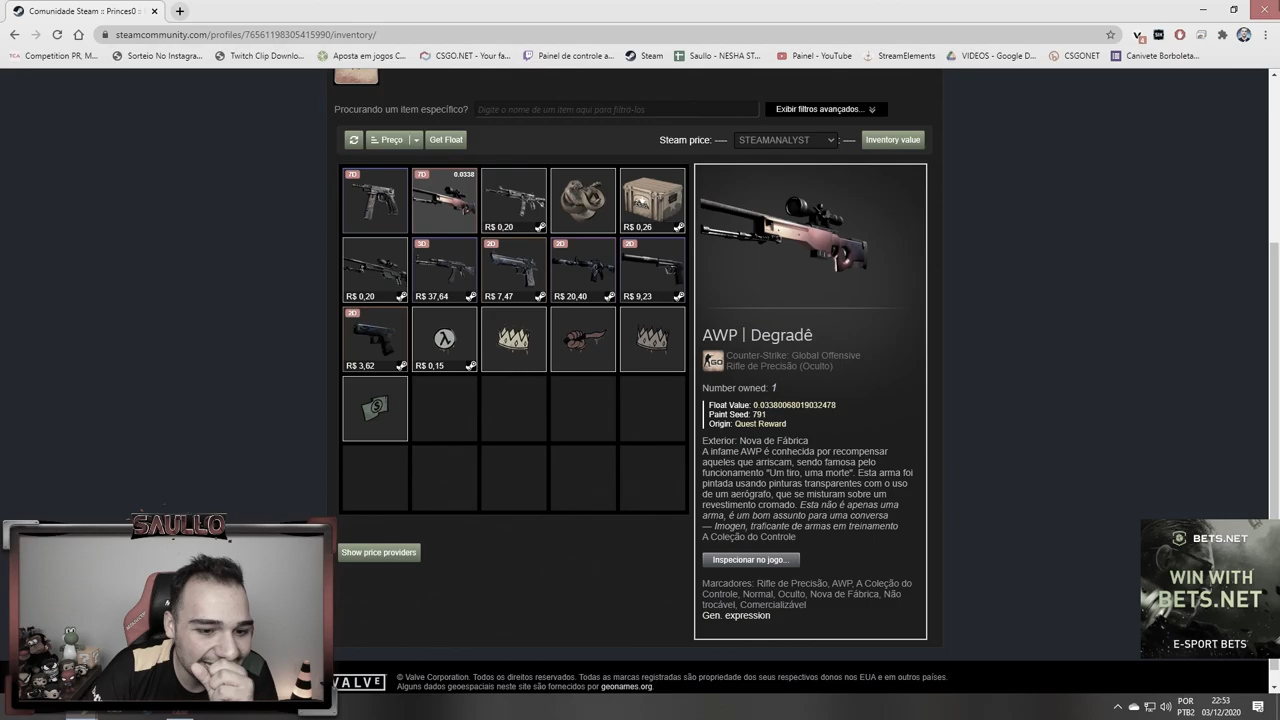 Comunidade Steam :: Princes0
steamcommunity.com/profiles/76561198305415990/inventory/
Competition PR, M...
Sorteio No Instagra...
Twitch Clip Downlo...
Aposta em jogos C...
CSGO.Net your fa...
Painel de controle a...
Steam
Saullo - NESHA ST...
Painel - YouTube
StreamElements
VIDEOS - Google D...
CSGONET
Canivete Borboleta...
Procurando um item específico?
Digite o nome de um item aqui para filtrá-los
Exibir filtros avançados...
Preço
Get Float
Steam price: ----
STEAMANALYST
: ----
Inventory value
7D
7D
0.0338
R$ 0,20
R$ 0,26
R$ 0,20
3D
R$ 37,64
2D
R$ 7,47
2D
R$ 20,40
2D
R$ 9,23
2D
R$ 3,62
R$ 0,15
Show price providers
AWP | Degradê
Counter-Strike: Global Offensive
Rifle de Precisão (Oculto)
Number owned: 1
Float Value: 0.03380068019032478
Paint Seed: 791
Origin: Quest Reward
Exterior: Nova de Fábrica
A infame AWP é conhecida por recompensar
aqueles que arriscam, sendo famosa pelo
funcionamento "Um tiro, uma morte". Esta arma foi
pintada usando pinturas transparentes com o uso
de um aerógrafo, que se misturam sobre um
revestimento cromado. Esta não é apenas uma
arma, é um bom assunto para uma conversa
— Imogen, traficante de armas em treinamento
A Coleção do Controle
Inspecionar no jogo...
Marcadores: Rifle de Precisão, AWP, A Coleção do
Controle, Normal, Oculto, Nova de Fábrica, Não
trocável, Comercializável
Gen. expression
SAULLO
BETS.NET
WIN WITH
BETS.NET
E-SPORT BETS
VALVE
© Valve Corporation. Todos os direitos reservados. Todas as marcas registradas são propriedade dos seus respectivos donos nos EUA e em outros países.
Alguns dados geoespaciais neste site são fornecidos por geonames.org.
POR
PTB2
22:53
03/12/2020